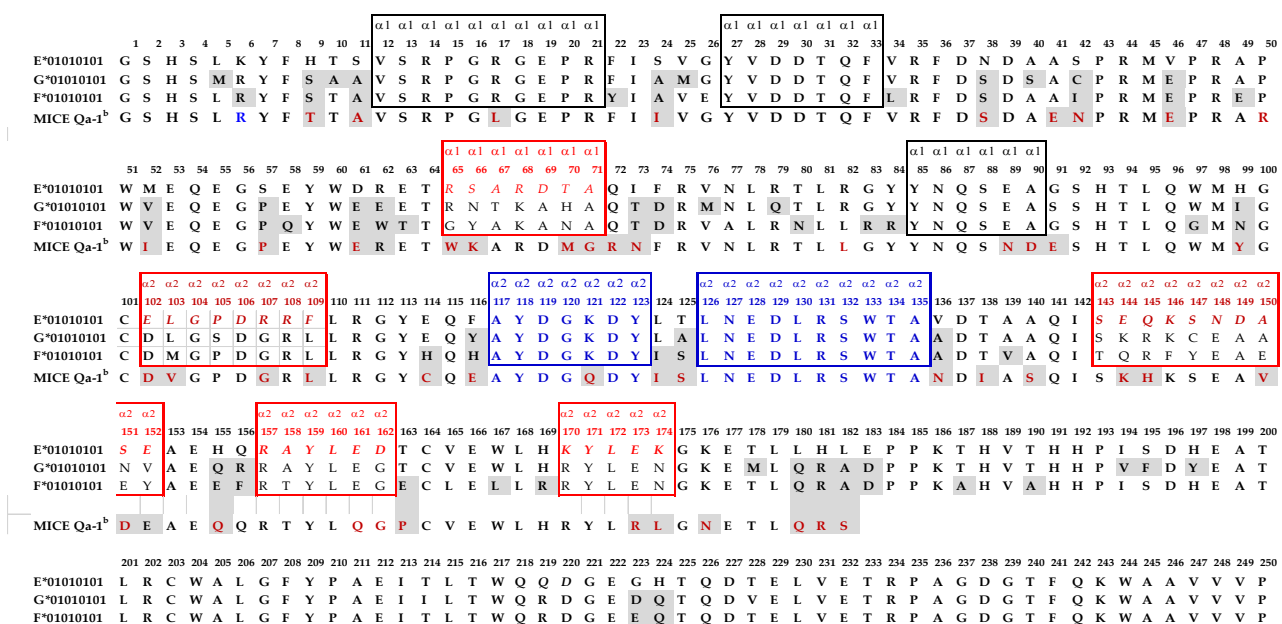 α1 α1 α1 α1 α1 α1 α1 α1 α1 α1 α1 α1 α1 α1 α1 α1 α1
1 2 3 4 5 6 7 8 9 10 11 12 13 14 15 16 17 18 19 20 21 22 23 24 25 26 27 28 29 30 31 32 33 34 35 36 37 38 39 40 41 42 43 44 45 46 47 48 49 50
E*01010101 G S H S L K Y F H T S V S R P G R G E P R F I S V G Y V D D T Q F V R F D N D A A S P R M V P R A P
G*01010101 G S H S M R Y F S A A V S R P G R G E P R F I A M G Y V D D T Q F V R F D S D S A C P R M E P R A P
F*01010101 G S H S L R Y F S T A V S R P G R G E P R Y I A V E Y V D D T Q F L R F D S D A A I P R M E P R E P
MICE Qa-1ᵇ G S H S L R Y F T T A V S R P G L G E P R F I I V G Y V D D T Q F V R F D S D A E N P R M E P R A R
α1 α1 α1 α1 α1 α1 α1 α1 α1 α1 α1 α1 α1
51 52 53 54 55 56 57 58 59 60 61 62 63 64 65 66 67 68 69 70 71 72 73 74 75 76 77 78 79 80 81 82 83 84 85 86 87 88 89 90 91 92 93 94 95 96 97 98 99 100
E*01010101 W M E Q E G S E Y W D R E T R S A R D T A Q I F R V N L R T L R G Y Y N Q S E A G S H T L Q W M H G
G*01010101 W V E Q E G P E Y W E E E T R N T K A H A Q T D R M N L Q T L R G Y Y N Q S E A S S H T L Q W M I G
F*01010101 W V E Q E G P Q Y W E W T T G Y A K A N A Q T D R V A L R N L L R R Y N Q S E A G S H T L Q G M N G
MICE Qa-1ᵇ W I E Q E G P E Y W E R E T W K A R D M G R N F R V N L R T L L G Y Y N Q S N D E S H T L Q W M Y G
α2 α2 α2 α2 α2 α2 α2 α2 α2 α2 α2 α2 α2 α2 α2 α2 α2 α2 α2 α2 α2 α2 α2 α2 α2 α2 α2 α2 α2 α2 α2 α2 α2
101 102 103 104 105 106 107 108 109 110 111 112 113 114 115 116 117 118 119 120 121 122 123 124 125 126 127 128 129 130 131 132 133 134 135 136 137 138 139 140 141 142 143 144 145 146 147 148 149 150
E*01010101 C E L G P D R R F L R G Y E Q F A Y D G K D Y L T L N E D L R S W T A V D T A A Q I S E Q K S N D A
G*01010101 C D L G S D G R L L R G Y E Q Y A Y D G K D Y L A L N E D L R S W T A A D T A A Q I S K R K C E A A
F*01010101 C D M G P D G R L L R G Y H Q H A Y D G K D Y I S L N E D L R S W T A A D T V A Q I T Q R F Y E A E
MICE Qa-1ᵇ C D V G P D G R L L R G Y C Q E A Y D G Q D Y I S L N E D L R S W T A N D I A S Q I S K H K S E A V
α2 α2 α2 α2 α2 α2 α2 α2 α2 α2 α2 α2 α2
151 152 153 154 155 156 157 158 159 160 161 162 163 164 165 166 167 168 169 170 171 172 173 174 175 176 177 178 179 180 181 182 183 184 185 186 187 188 189 190 191 192 193 194 195 196 197 198 199 200
E*01010101 S E A E H Q R A Y L E D T C V E W L H K Y L E K G K E T L L H L E P P K T H V T H H P I S D H E A T
G*01010101 N V A E Q R R A Y L E G T C V E W L H R Y L E N G K E M L Q R A D P P K T H V T H H P V F D Y E A T
F*01010101 E Y A E E F R T Y L E G E C L E L L R R Y L E N G K E T L Q R A D P P K A H V A H H P I S D H E A T
MICE Qa-1ᵇ D E A E Q Q R T Y L Q G P C V E W L H R Y L R L G N E T L Q R S
201 202 203 204 205 206 207 208 209 210 211 212 213 214 215 216 217 218 219 220 221 222 223 224 225 226 227 228 229 230 231 232 233 234 235 236 237 238 239 240 241 242 243 244 245 246 247 248 249 250
E*01010101 L R C W A L G F Y P A E I T L T W Q Q D G E G H T Q D T E L V E T R P A G D G T F Q K W A A V V V P
G*01010101 L R C W A L G F Y P A E I I L T W Q R D G E D Q T Q D V E L V E T R P A G D G T F Q K W A A V V V P
F*01010101 L R C W A L G F Y P A E I T L T W Q R D G E E Q T Q D T E L V E T R P A G D G T F Q K W A A V V V P